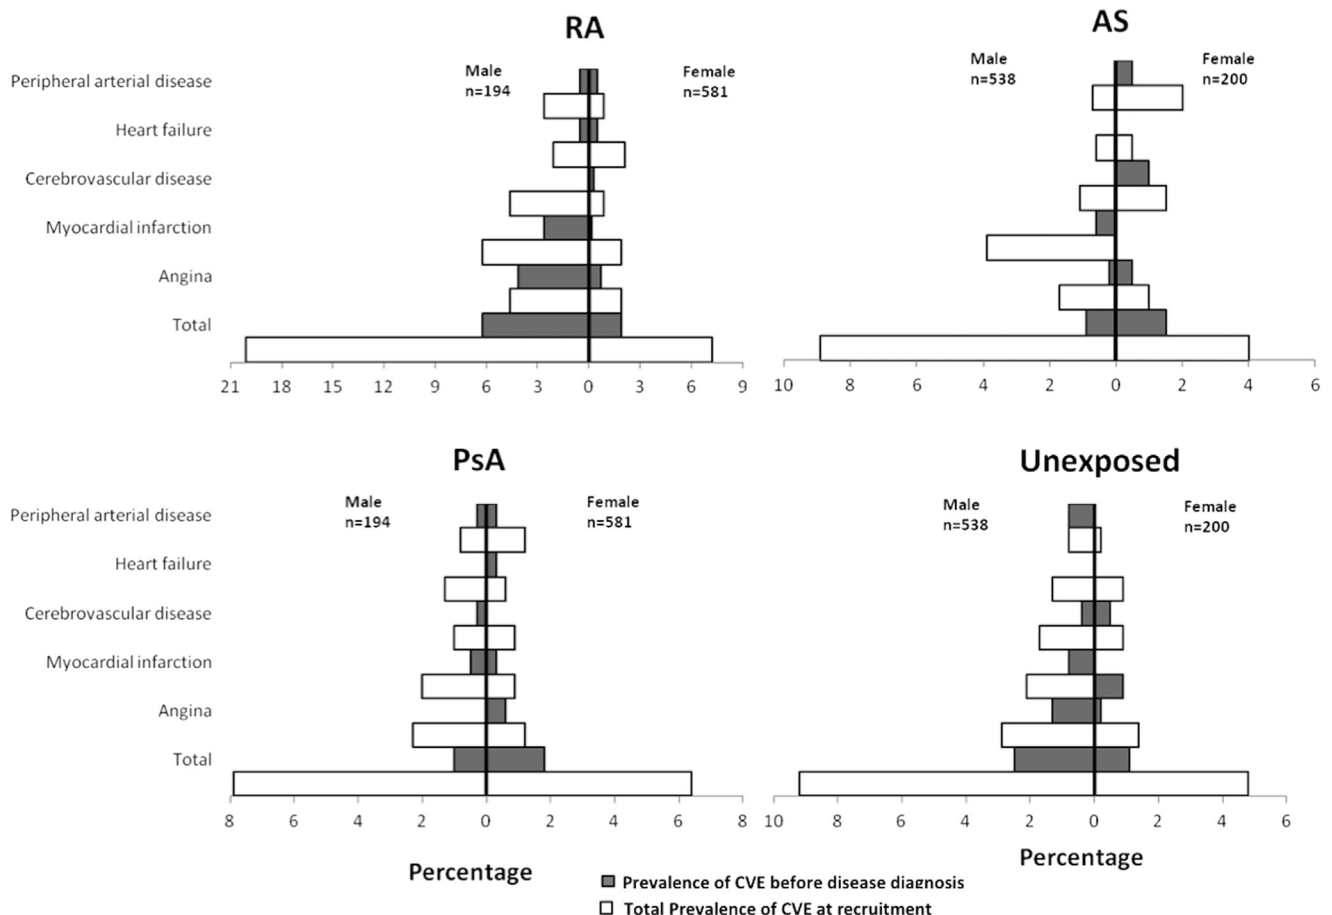 RA
AS
Male
n=194
Female
n=581
Male
n=538
Female
n=200
Peripheral arterial disease
Heart failure
Cerebrovascular disease
Myocardial infarction
Angina
Total
21 18 15 12 9 6 3 0 3 6 9
10 8 6 4 2 0 2 4 6
PsA
Unexposed
Male
n=194
Female
n=581
Male
n=538
Female
n=200
Peripheral arterial disease
Heart failure
Cerebrovascular disease
Myocardial infarction
Angina
Total
8 6 4 2 0 2 4 6 8
10 8 6 4 2 0 2 4 6
Percentage
Percentage
Prevalence of CVE before disease diagnosis
Total Prevalence of CVE at recruitment